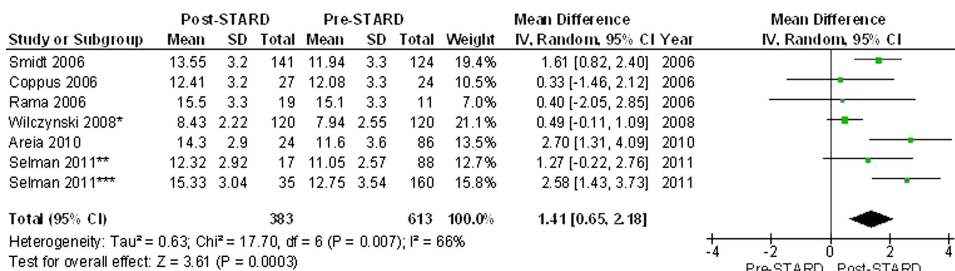 Post-STARD Pre-STARD Mean Difference Mean Difference
Study or Subgroup Mean SD Total Mean SD Total Weight IV, Random, 95% CI Year IV, Random, 95% CI
Smidt 2006 13.55 3.2 141 11.94 3.3 124 19.4% 1.61 [0.82, 2.40] 2006
Coppus 2006 12.41 3.2 27 12.08 3.3 24 10.5% 0.33 [-1.46, 2.12] 2006
Rama 2006 15.5 3.3 19 15.1 3.3 11 7.0% 0.40 [-2.05, 2.85] 2006
Wilczynski 2008* 8.43 2.22 120 7.94 2.55 120 21.1% 0.49 [-0.11, 1.09] 2008
Areia 2010 14.3 2.9 24 11.6 3.6 86 13.5% 2.70 [1.31, 4.09] 2010
Selman 2011** 12.32 2.92 17 11.05 2.57 88 12.7% 1.27 [-0.22, 2.76] 2011
Selman 2011*** 15.33 3.04 35 12.75 3.54 160 15.8% 2.58 [1.43, 3.73] 2011
Total (95% CI) 383 613 100.0% 1.41 [0.65, 2.18]
Heterogeneity: Tau² = 0.63; Chi² = 17.70, df = 6 (P = 0.007); I² = 66%
Test for overall effect: Z = 3.61 (P = 0.0003)
-4 -2 0 2 4
Pre-STARD Post-STARD